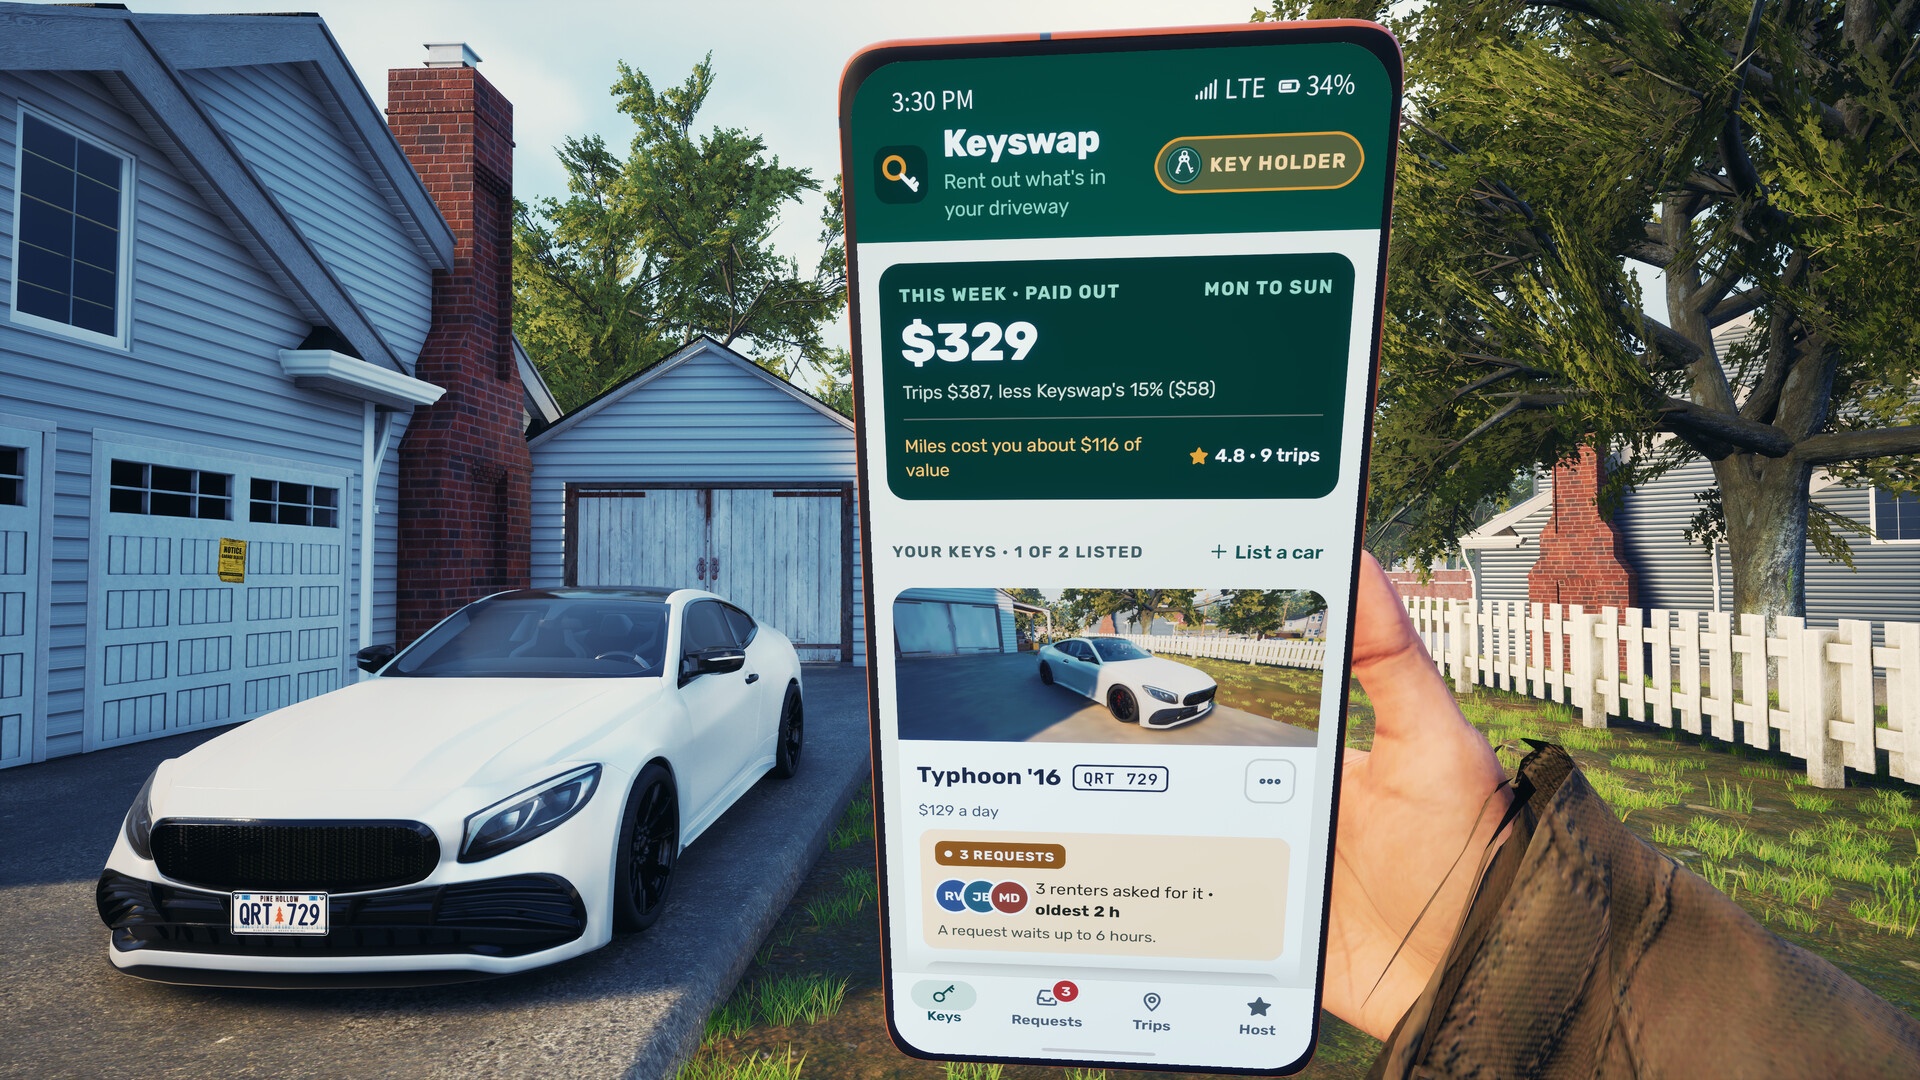 3:30 PM
LTE 34%
Keyswap
Rent out what's in
your driveway
KEY HOLDER
THIS WEEK • PAID OUT
MON TO SUN
$329
Trips $387, less Keyswap's 15% ($58)
Miles cost you about $116 of
value
4.8 • 9 trips
YOUR KEYS • 1 OF 2 LISTED
+ List a car
Typhoon '16
QRT 729
$129 a day
3 REQUESTS
RV
JE
MD
3 renters asked for it •
oldest 2 h
A request waits up to 6 hours.
Keys
3
Requests
Trips
Host
NOTICE
PINE HOLLOW
QRT 729